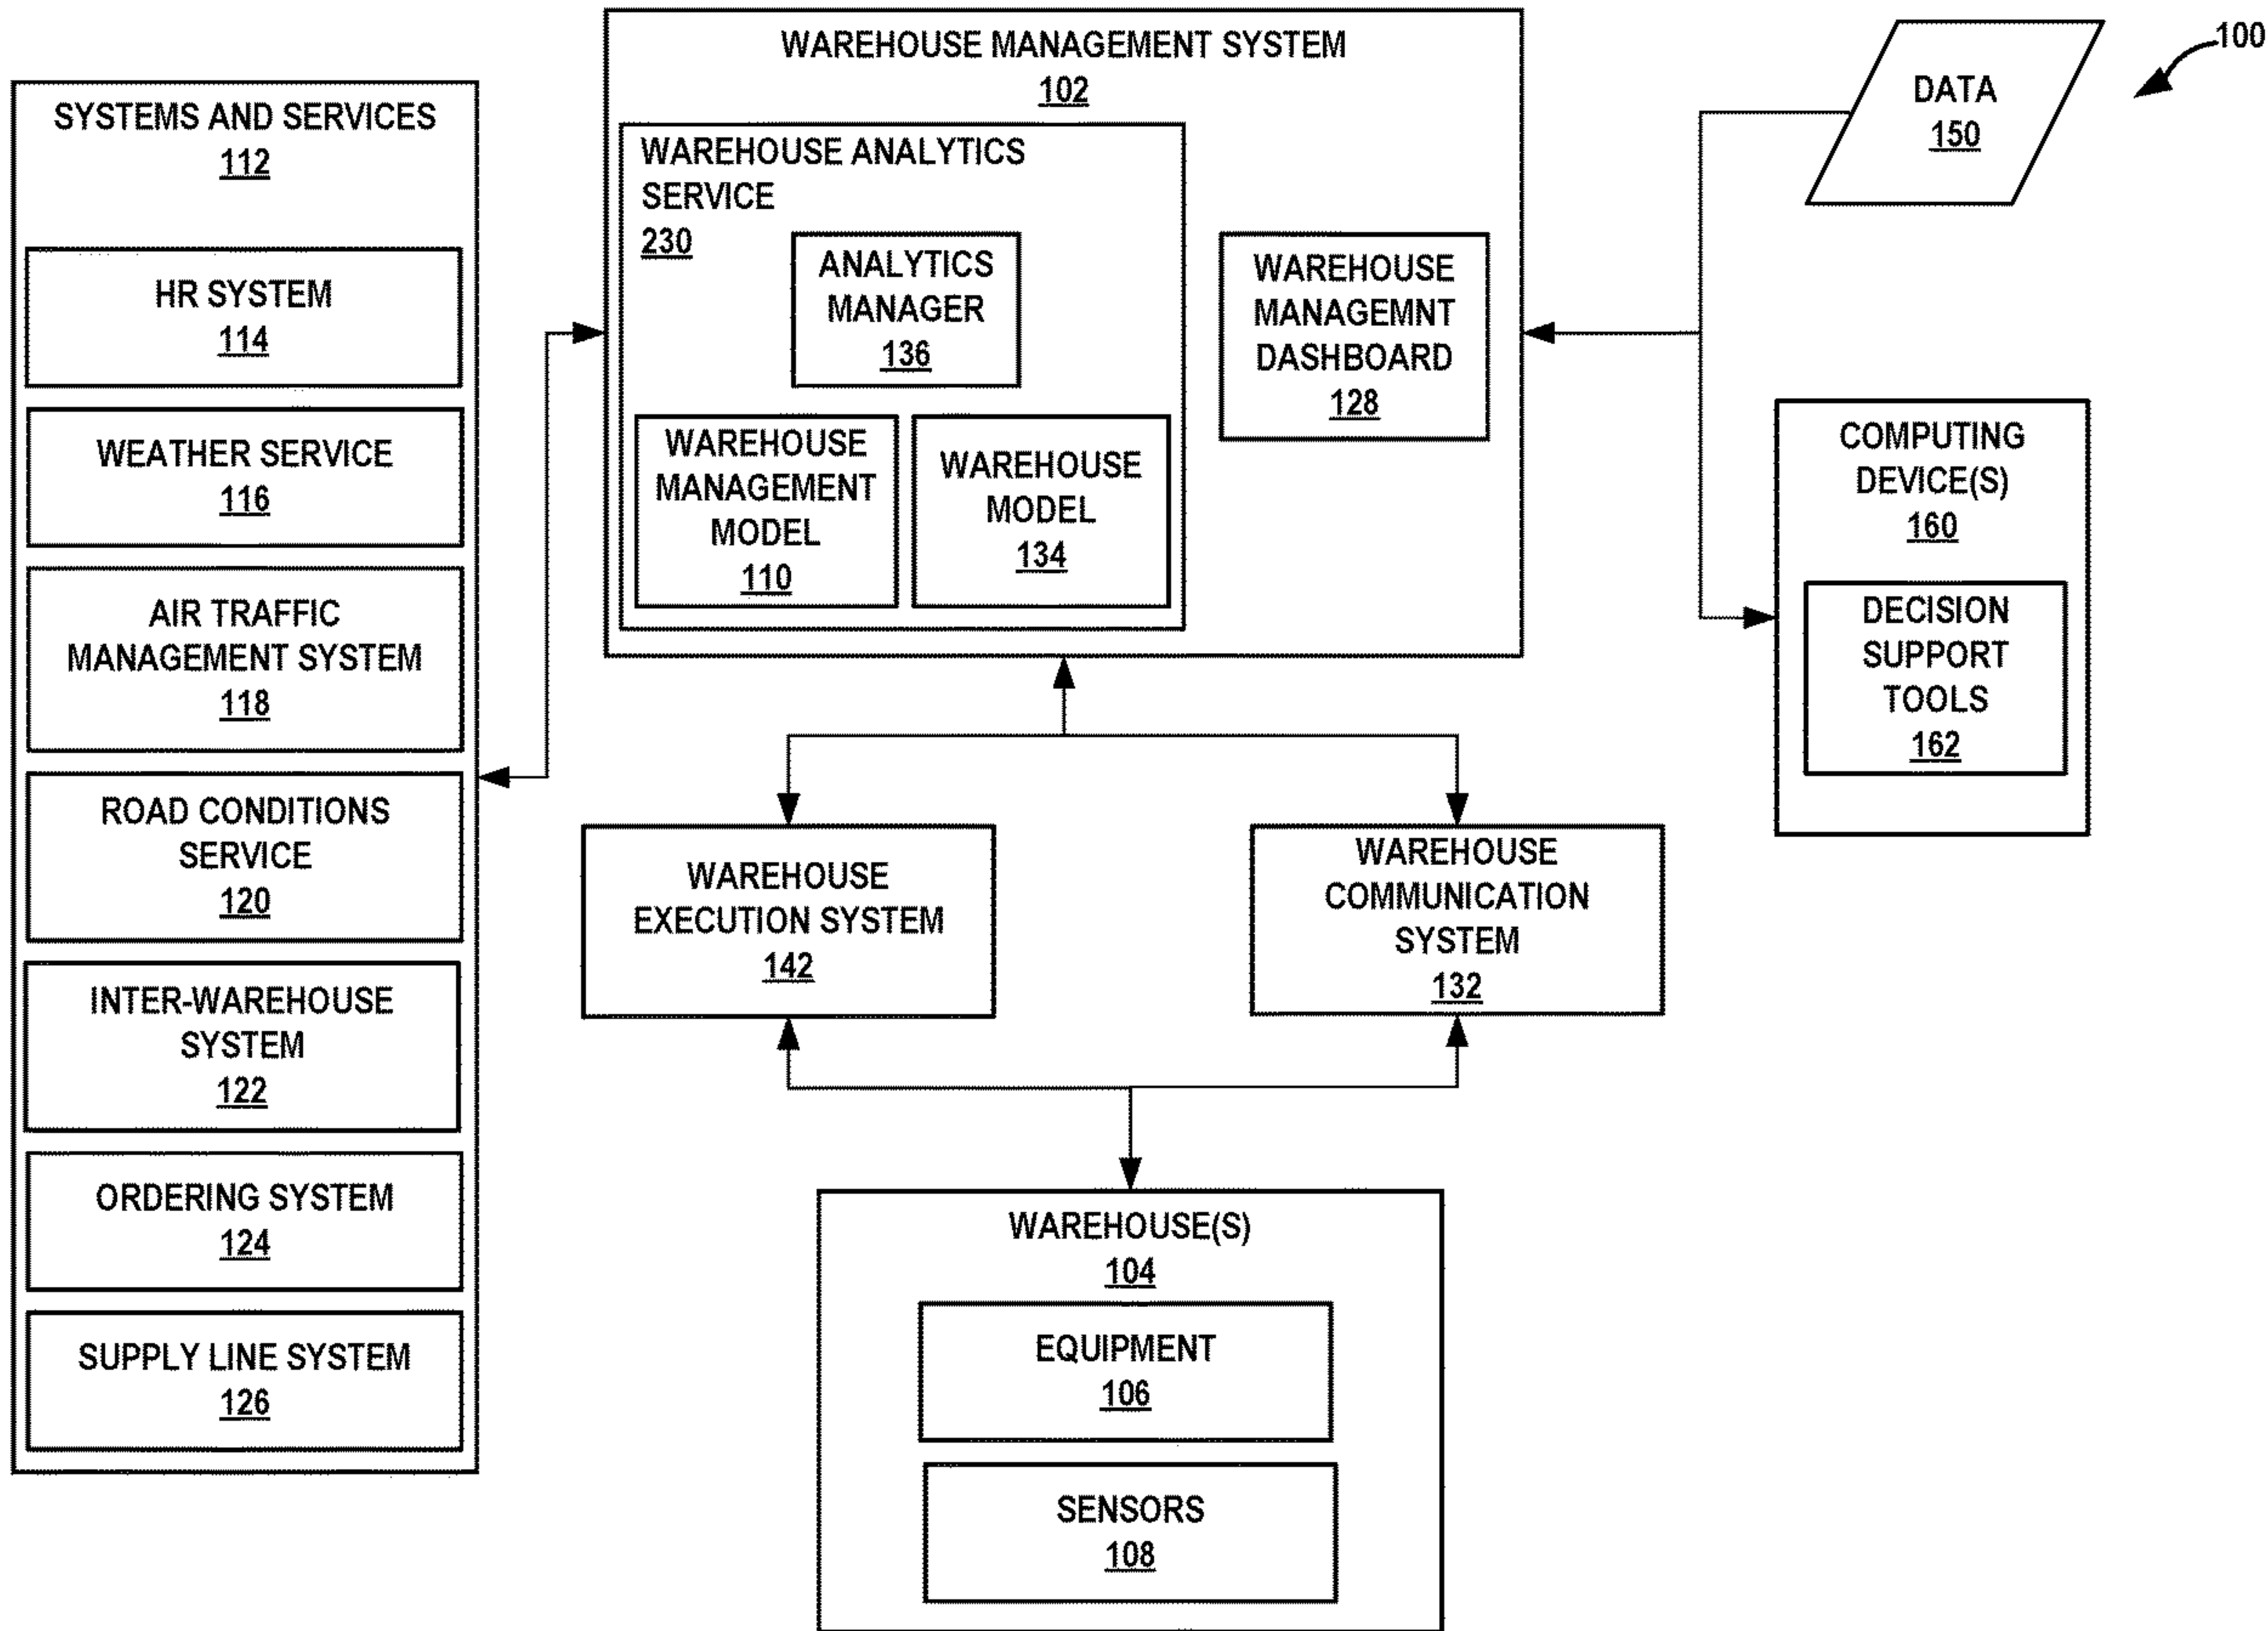 100
SYSTEMS AND SERVICES
112
HR SYSTEM
114
WEATHER SERVICE
116
AIR TRAFFIC
MANAGEMENT SYSTEM
118
ROAD CONDITIONS
SERVICE
120
INTER-WAREHOUSE
SYSTEM
122
ORDERING SYSTEM
124
SUPPLY LINE SYSTEM
126
WAREHOUSE MANAGEMENT SYSTEM
102
WAREHOUSE ANALYTICS
SERVICE
230
ANALYTICS
MANAGER
136
WAREHOUSE
MANAGEMENT
MODEL
110
WAREHOUSE
MODEL
134
WAREHOUSE
MANAGEMNT
DASHBOARD
128
DATA
150
COMPUTING
DEVICE(S)
160
DECISION
SUPPORT
TOOLS
162
WAREHOUSE
EXECUTION SYSTEM
142
WAREHOUSE
COMMUNICATION
SYSTEM
132
WAREHOUSE(S)
104
EQUIPMENT
106
SENSORS
108